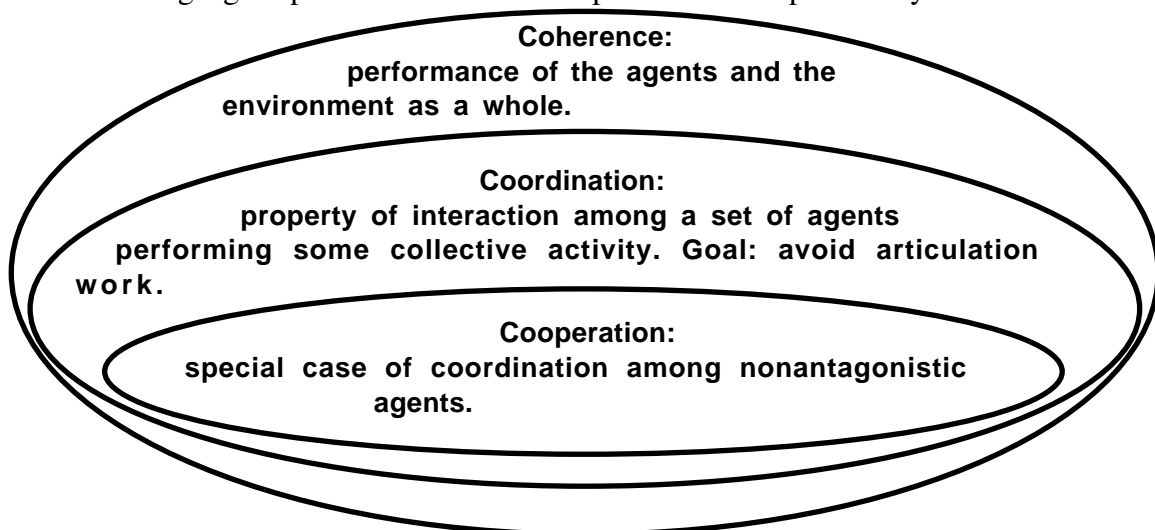 Coherence:
performance of the agents and the
environment as a whole.
Coordination:
property of interaction among a set of agents
performing some collective activity. Goal: avoid articulation
work.
Cooperation:
special case of coordination among nonantagonistic
agents.